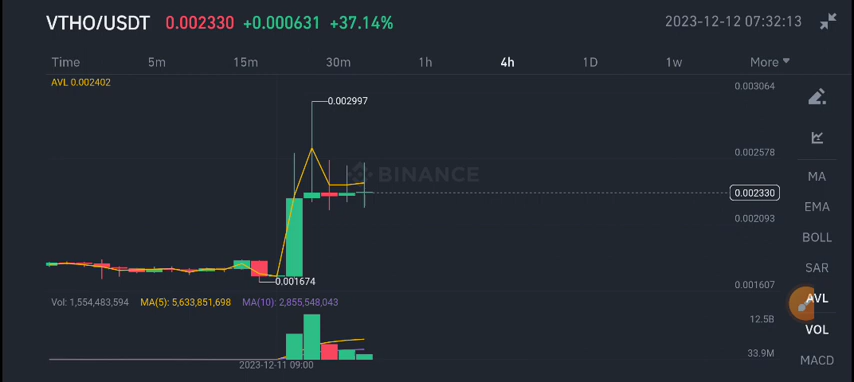 VTHO/USDT 0.002330 +0.000631 +37.14% 2023-12-12 07:32:13
Time 5m 15m 30m 1h 4h 1D 1w More
AVL 0.002402
0.003064
0.002997
0.002578
BINANCE
0.002330
0.002093
0.001674
0.001607
Vol: 1,554,483,594 MA(5): 5,633,851,698 MA(10): 2,855,548,043
12.5B
33.9M
2023-12-11 09:00
MA
EMA
BOLL
SAR
AVL
VOL
MACD